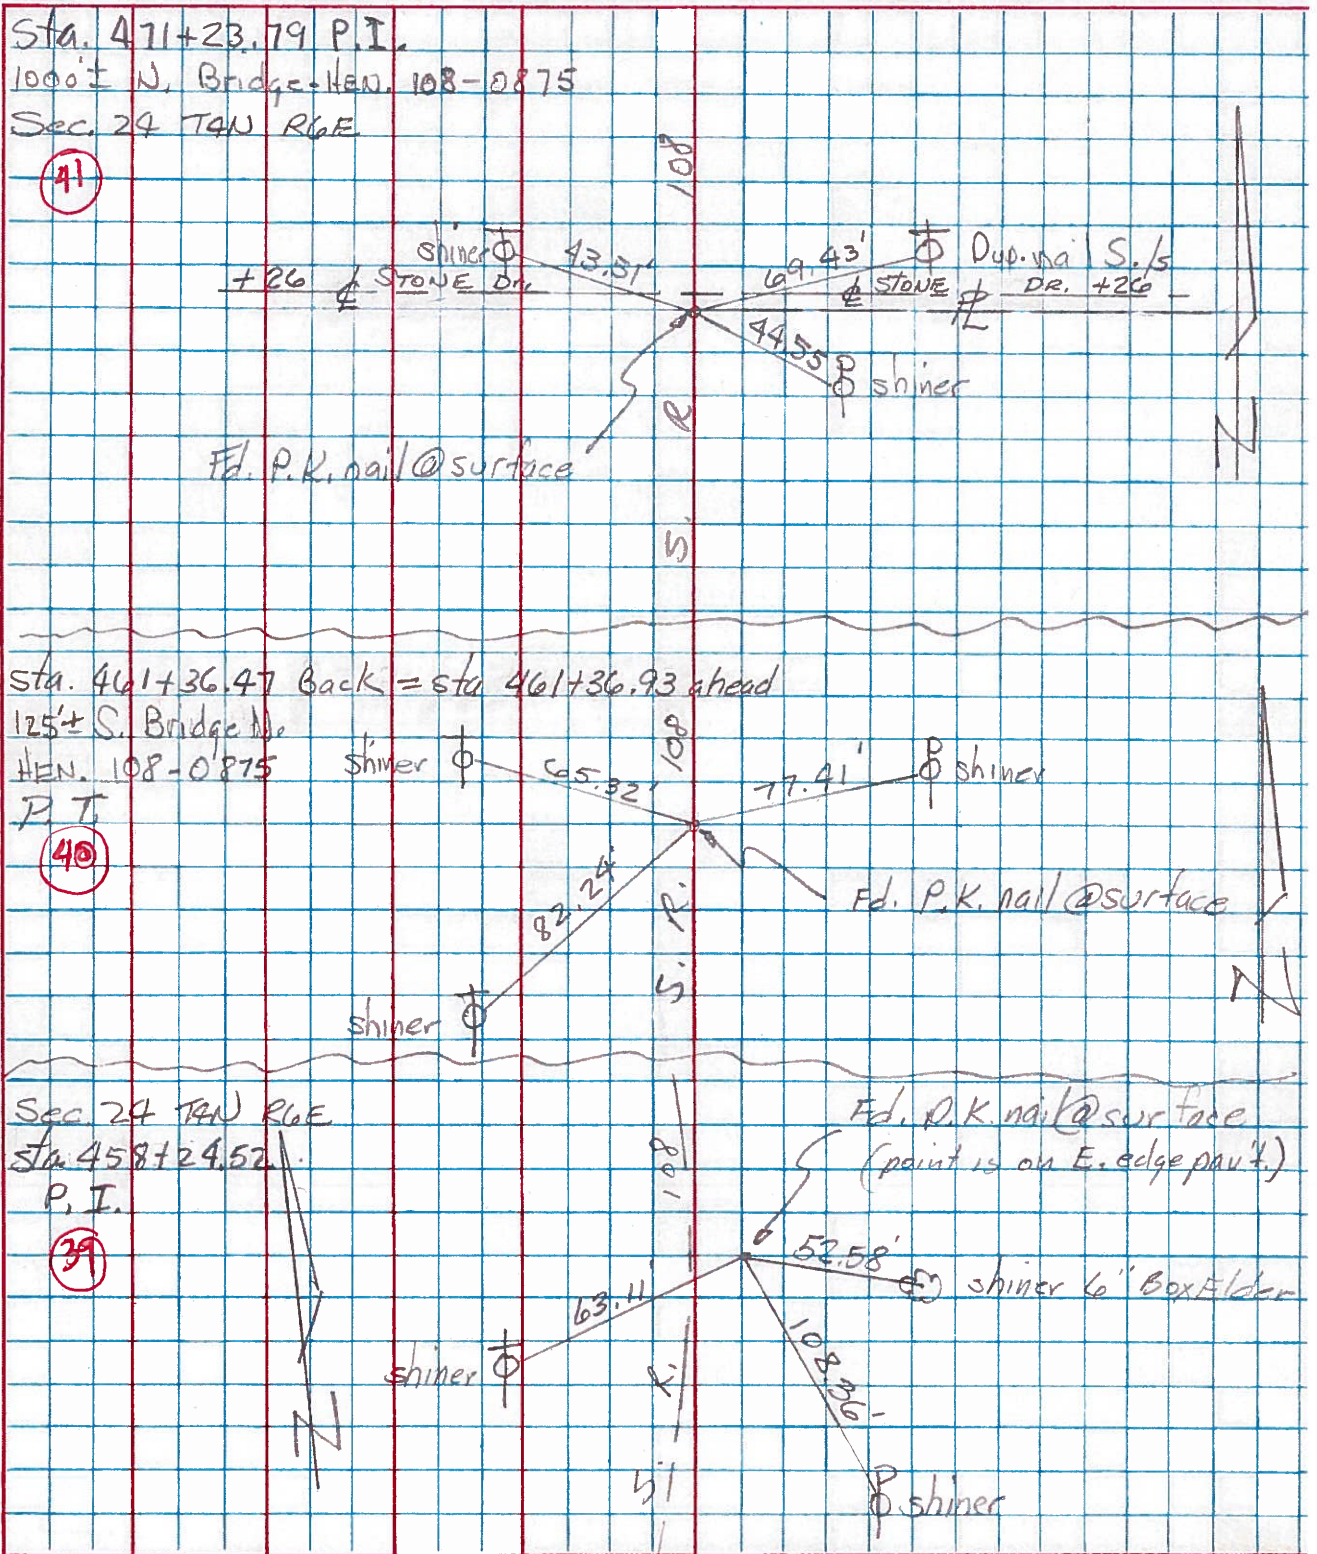 Sta. 471+23.79 P.I.
1000'± N. Bridge-HEN. 108-0875
Sec. 24 T4N R6E
41
108
shiner 43.51' 69.43' Dup. nail S./s
+26 ℄ STONE Dr. ℄ STONE DR. +26
PL
44.55 shiner
R
Fd. P.K. nail @ surface
S.
N
sta. 461+36.47 Back = sta 461+36.93 ahead
125'± S. Bridge No.
HEN. 108-0875
P.T.
40
108
shiner 65.32' 77.41' shiner
82.24'
Fd. P.K. nail @ surface
R.
S.
shiner
N
Sec. 24 T4N R6E
sta 458+24.52
P.I.
39
108
Fd. P.K. nail @ surface
(point is on E. edge pav't.)
52.58' shiner 6" Box Elder
63.11'
shiner
R.
108.36'
N
S
shiner